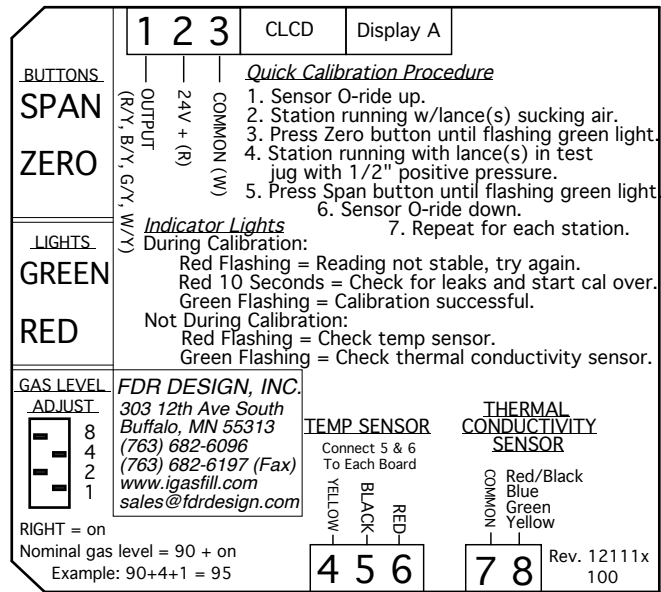 1 2 3 CLCD Display A
BUTTONS
SPAN
ZERO
OUTPUT
(R/Y, B/Y, G/Y, W/Y)
24V + (R)
COMMON (W)
Quick Calibration Procedure
1. Sensor O-ride up.
2. Station running w/lance(s) sucking air.
3. Press Zero button until flashing green light.
4. Station running with lance(s) in test
jug with 1/2" positive pressure.
5. Press Span button until flashing green light.
6. Sensor O-ride down.
7. Repeat for each station.
LIGHTS
GREEN
RED
Indicator Lights
During Calibration:
Red Flashing = Reading not stable, try again.
Red 10 Seconds = Check for leaks and start cal over.
Green Flashing = Calibration successful.
Not During Calibration:
Red Flashing = Check temp sensor.
Green Flashing = Check thermal conductivity sensor.
GAS LEVEL
ADJUST
8
4
2
1
RIGHT = on
Nominal gas level = 90 + on
Example: 90+4+1 = 95
FDR DESIGN, INC.
303 12th Ave South
Buffalo, MN 55313
(763) 682-6096
(763) 682-6197 (Fax)
www.igasfill.com
sales@fdrdesign.com
TEMP SENSOR
Connect 5 & 6
To Each Board
YELLOW
BLACK
RED
4 5 6
THERMAL
CONDUCTIVITY
SENSOR
COMMON
Red/Black
Blue
Green
Yellow
7 8
Rev. 12111x
100